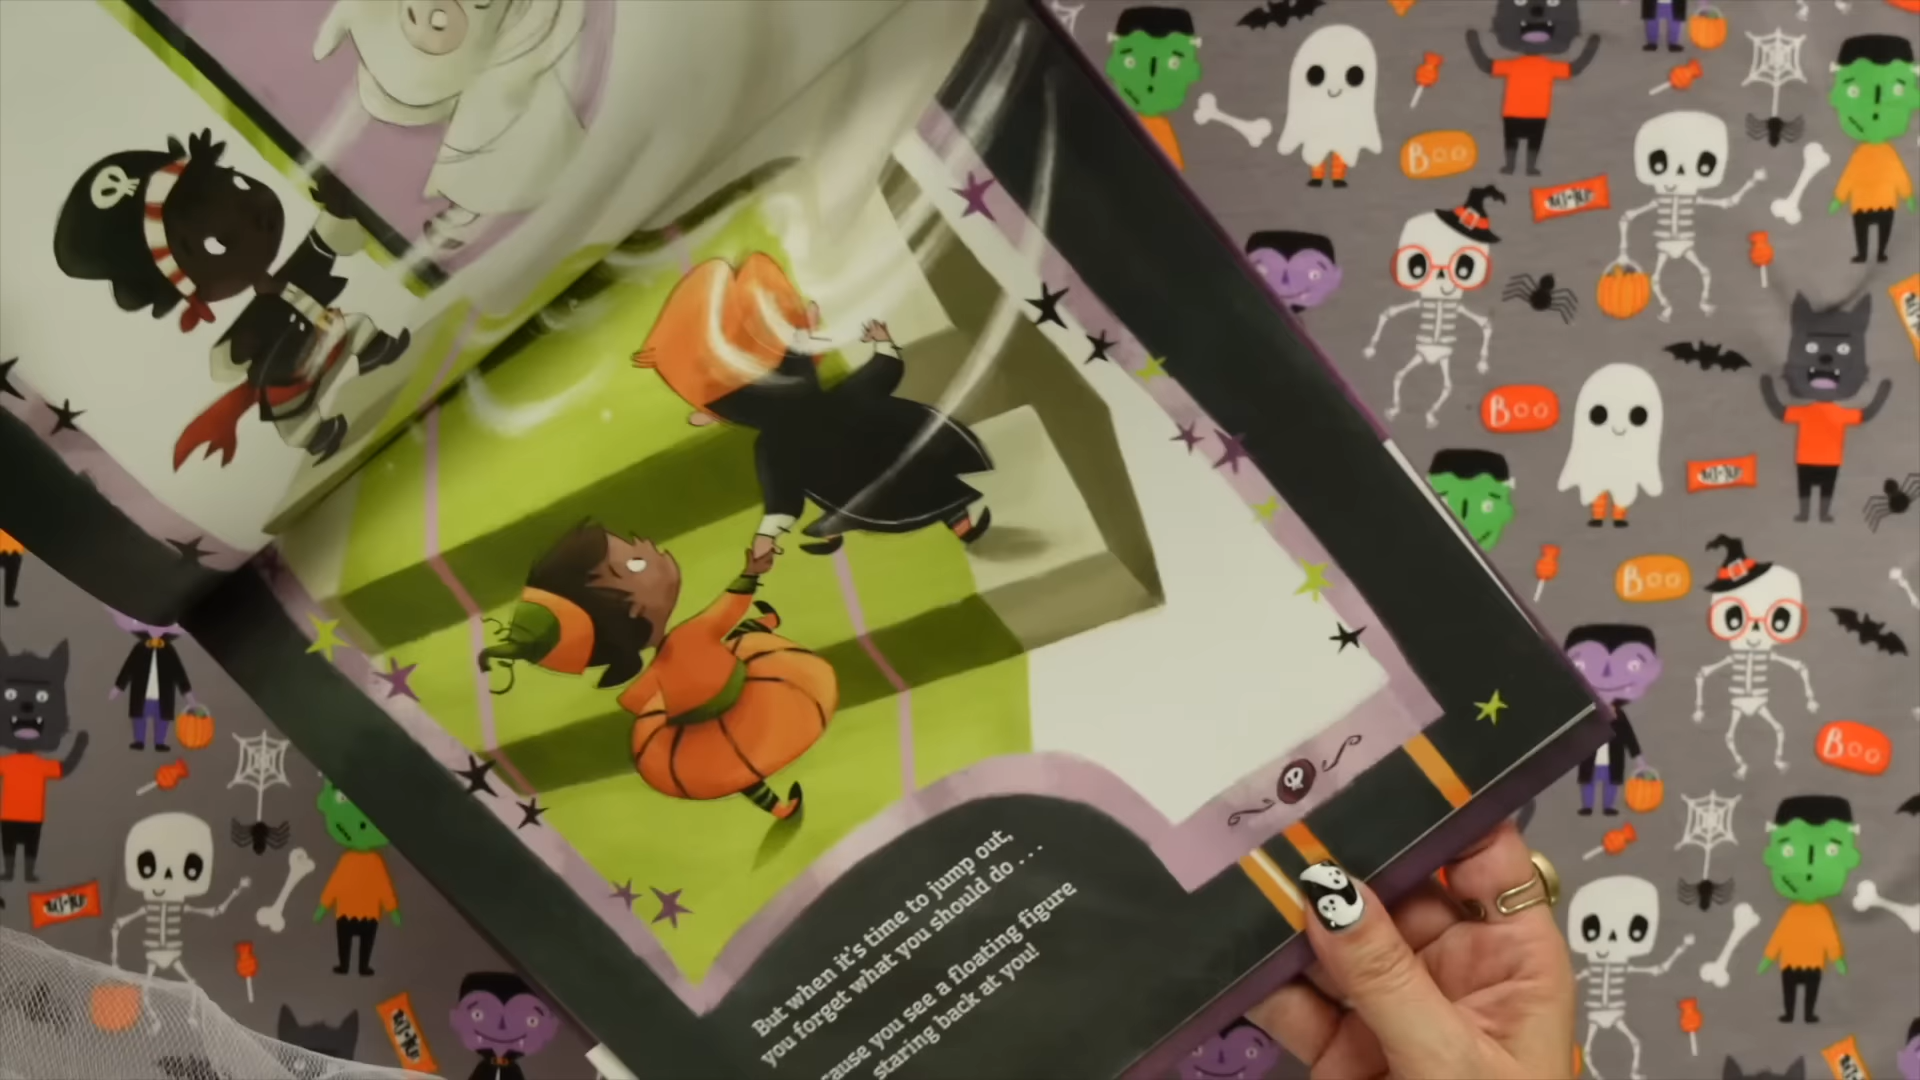 But when it's time to jump out,
you forget what you should do . . .
cause you see a floating figure
staring back at you!
Boo
Boo
Boo
Boo